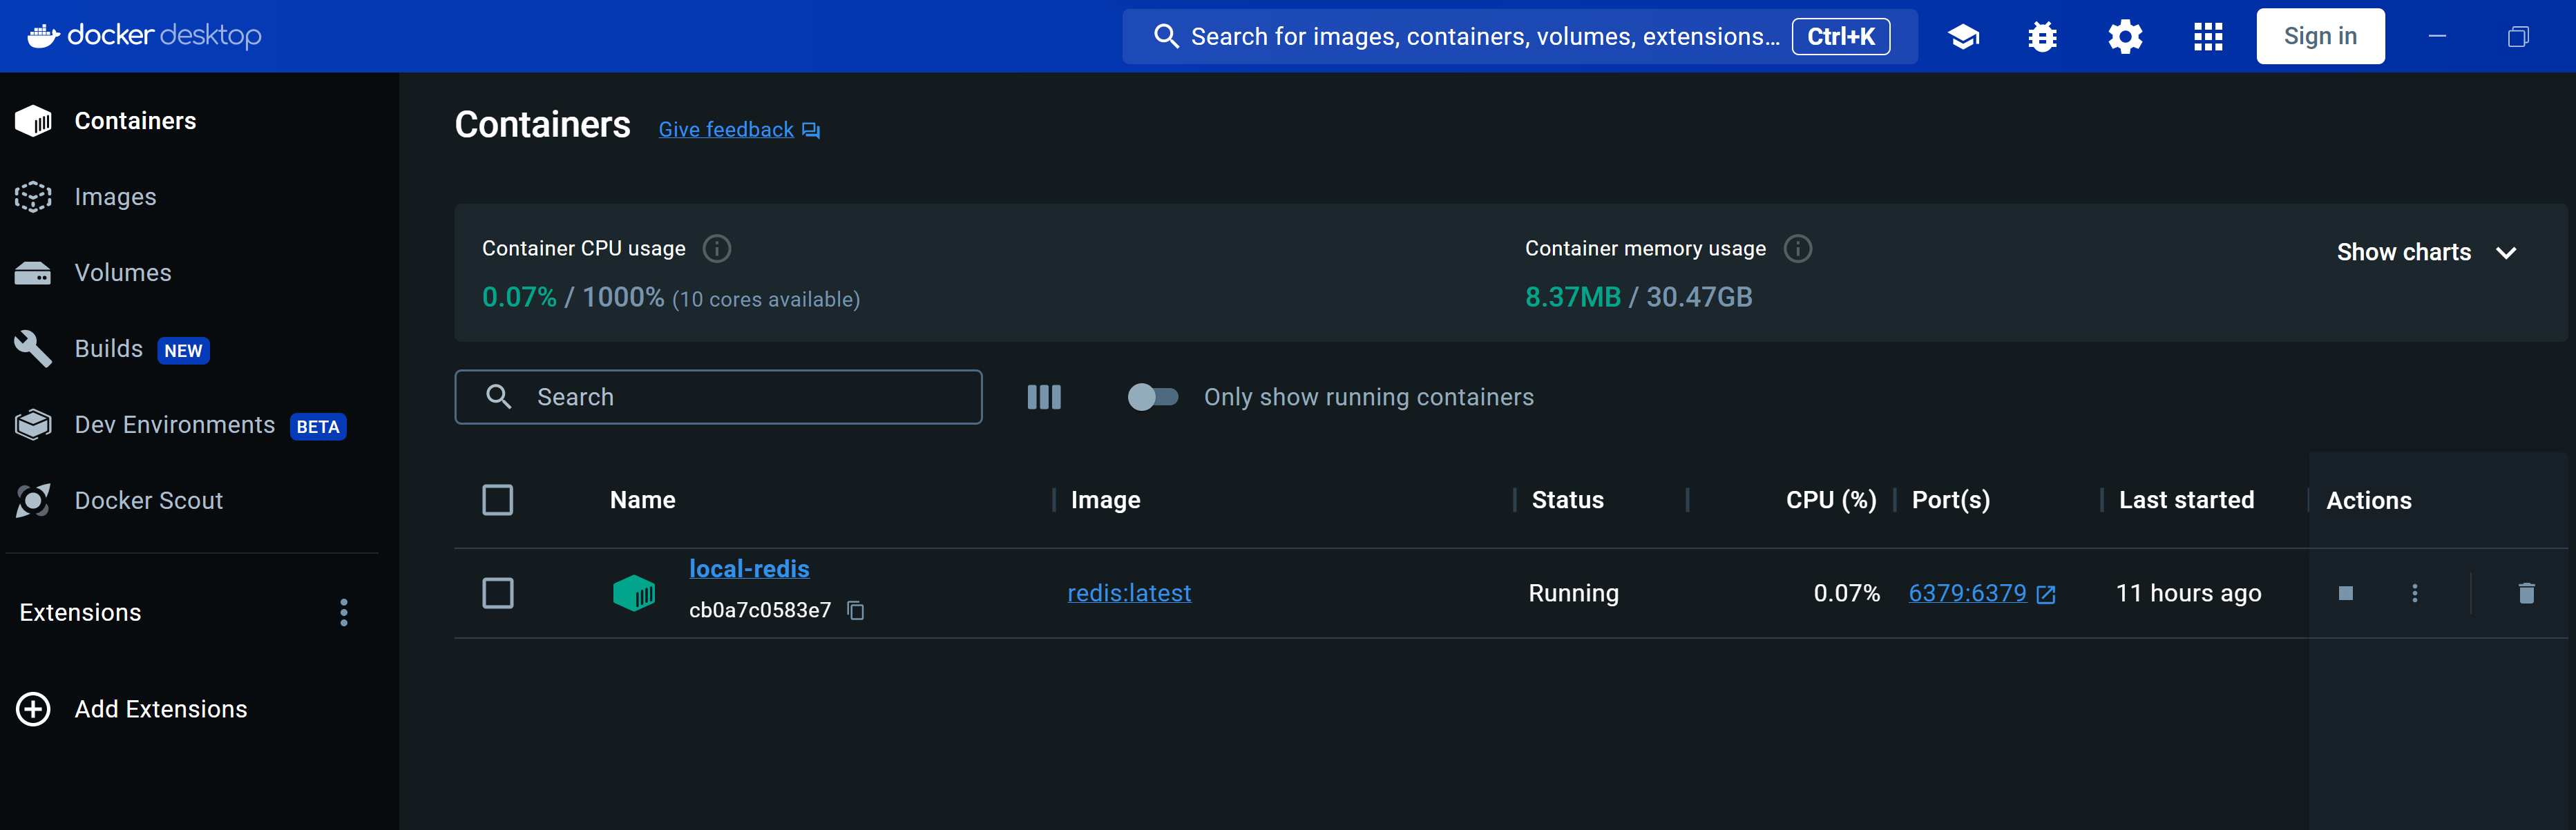 docker desktop
Search for images, containers, volumes, extensions... Ctrl+K
Sign in
Containers
Images
Volumes
Builds NEW
Dev Environments BETA
Docker Scout
Extensions
Add Extensions
Containers Give feedback
Container CPU usage
0.07% / 1000% (10 cores available)
Container memory usage
8.37MB / 30.47GB
Show charts
Search
Only show running containers
Name Image Status CPU (%) Port(s) Last started Actions
local-redis
cb0a7c0583e7
redis:latest Running 0.07% 6379:6379 11 hours ago